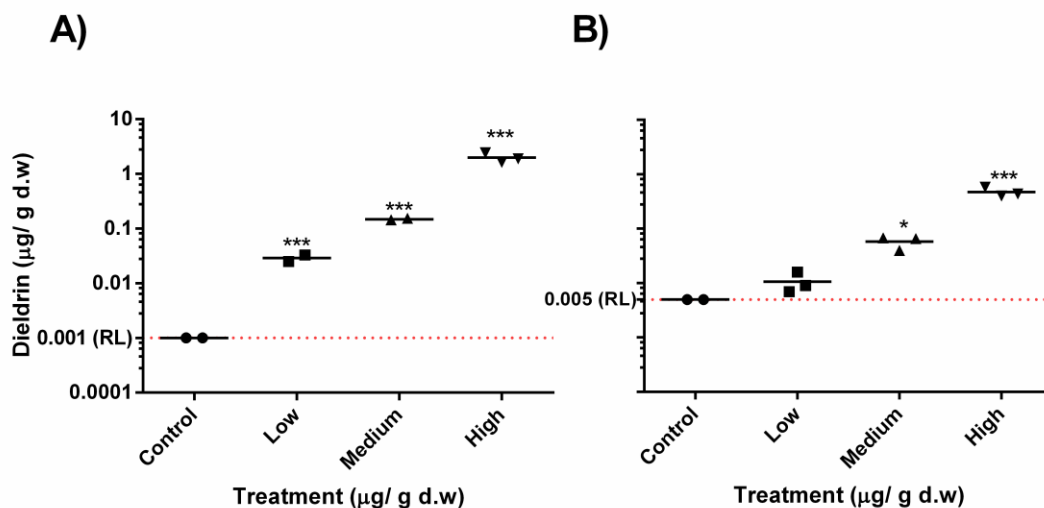 A)
B)
Dieldrin (µg/ g d.w)
10
1
0.1
0.01
0.001 (RL)
0.0001
***
***
***
Control
Low
Medium
High
Treatment (µg/ g d.w)
0.005 (RL)
*
***
Control
Low
Medium
High
Treatment (µg/ g d.w)